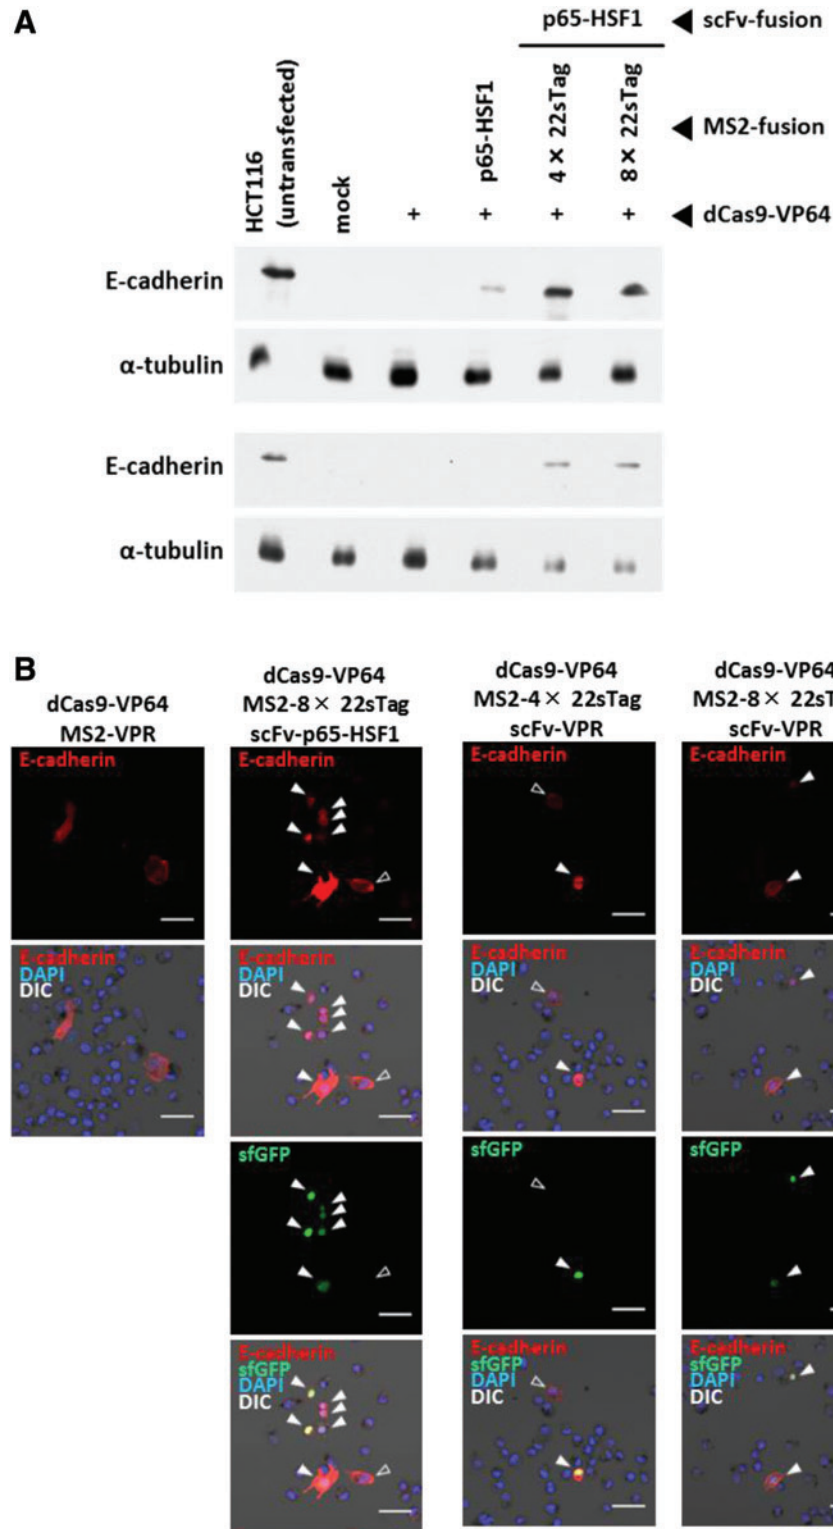 A
p65-HSF1
◀ scFv-fusion
HCT116
(untransfected)
mock
p65-HSF1
4 × 22sTag
8 × 22sTag
◀ MS2-fusion
+ + + + ◀ dCas9-VP64
E-cadherin
α-tubulin
E-cadherin
α-tubulin
B
dCas9-VP64
MS2-VPR
dCas9-VP64
MS2-8× 22sTag
scFv-p65-HSF1
dCas9-VP64
MS2-4× 22sTag
scFv-VPR
dCas9-VP64
MS2-8× 22sT
scFv-VPR
E-cadherin
E-cadherin
E-cadherin
E-cadherin
E-cadherin
DAPI
DIC
E-cadherin
DAPI
DIC
E-cadherin
DAPI
DIC
E-cadherin
DAPI
DIC
sfGFP
sfGFP
sfGFP
E-cadherin
sfGFP
DAPI
DIC
E-cadherin
sfGFP
DAPI
DIC
E-cadherin
sfGFP
DAPI
DIC